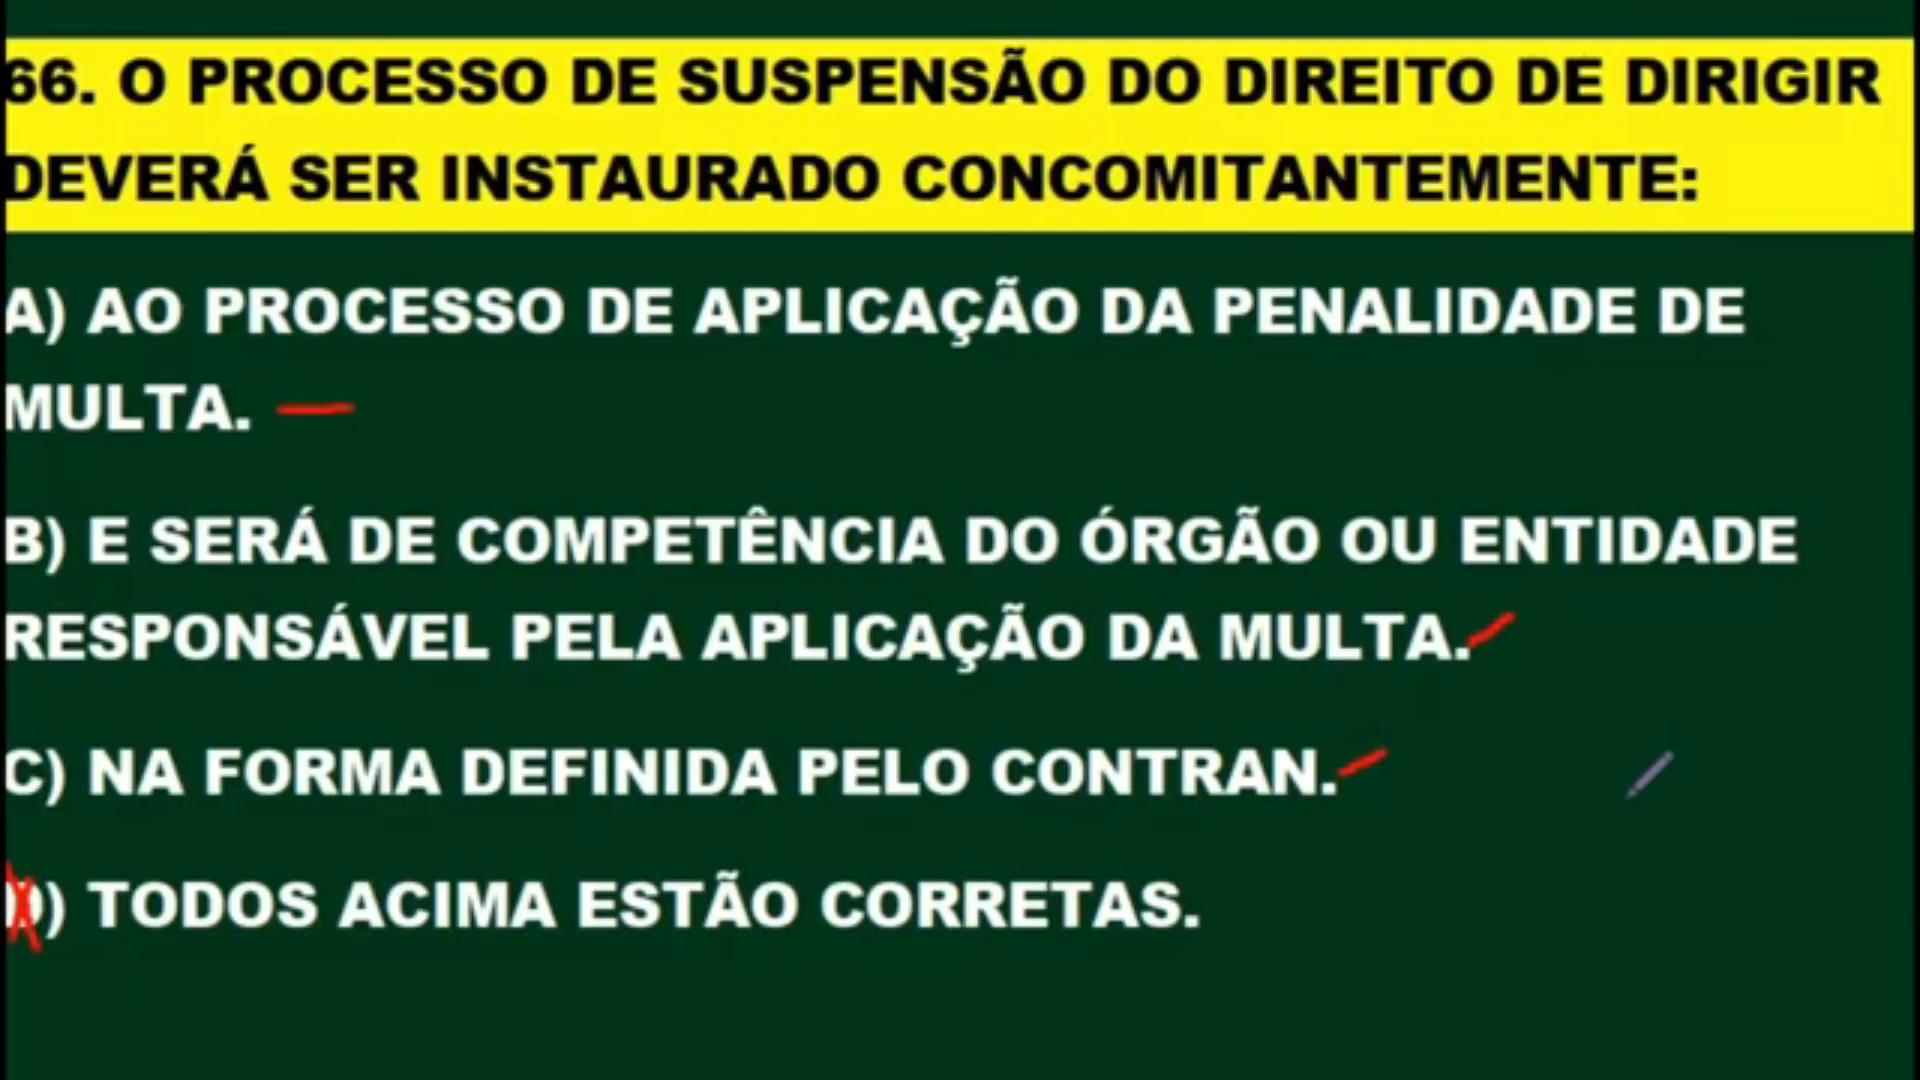 66. O PROCESSO DE SUSPENSÃO DO DIREITO DE DIRIGIR
DEVERÁ SER INSTAURADO CONCOMITANTEMENTE:
A) AO PROCESSO DE APLICAÇÃO DA PENALIDADE DE
MULTA.
B) E SERÁ DE COMPETÊNCIA DO ÓRGÃO OU ENTIDADE
RESPONSÁVEL PELA APLICAÇÃO DA MULTA.
C) NA FORMA DEFINIDA PELO CONTRAN.
D) TODOS ACIMA ESTÃO CORRETAS.